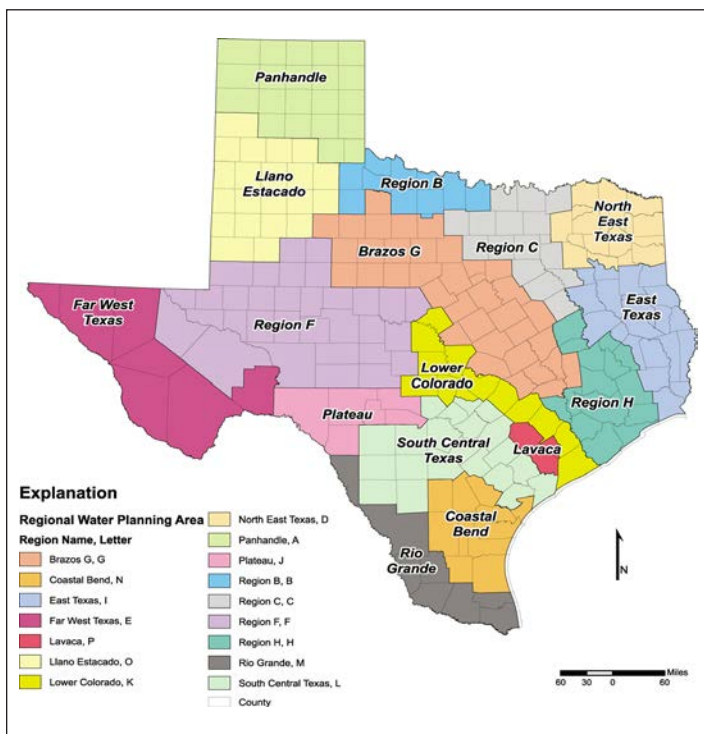 Panhandle
Llano
Estacado
Region B
North
East
Texas
Region C
Brazos G
Far West
Texas
Region F
East
Texas
Lower
Colorado
Region H
Plateau
South Central
Texas
Lavaca
Coastal
Bend
Rio
Grande
Explanation
Regional Water Planning Area
Region Name, Letter
Brazos G, G
Coastal Bend, N
East Texas, I
Far West Texas, E
Lavaca, P
Llano Estacado, O
Lower Colorado, K
North East Texas, D
Panhandle, A
Plateau, J
Region B, B
Region C, C
Region F, F
Region H, H
Rio Grande, M
South Central Texas, L
County
N
Miles
60 30 0 60